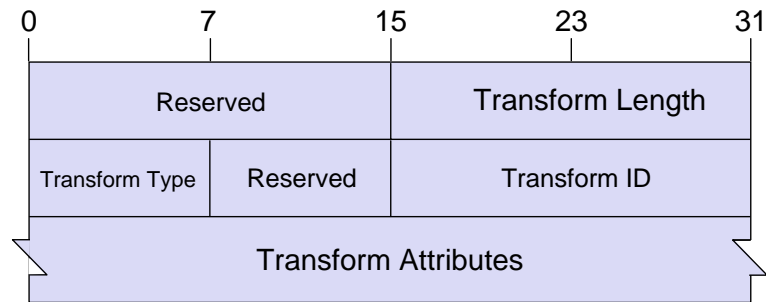 0 7 15 23 31
Reserved Transform Length
Transform Type Reserved Transform ID
Transform Attributes